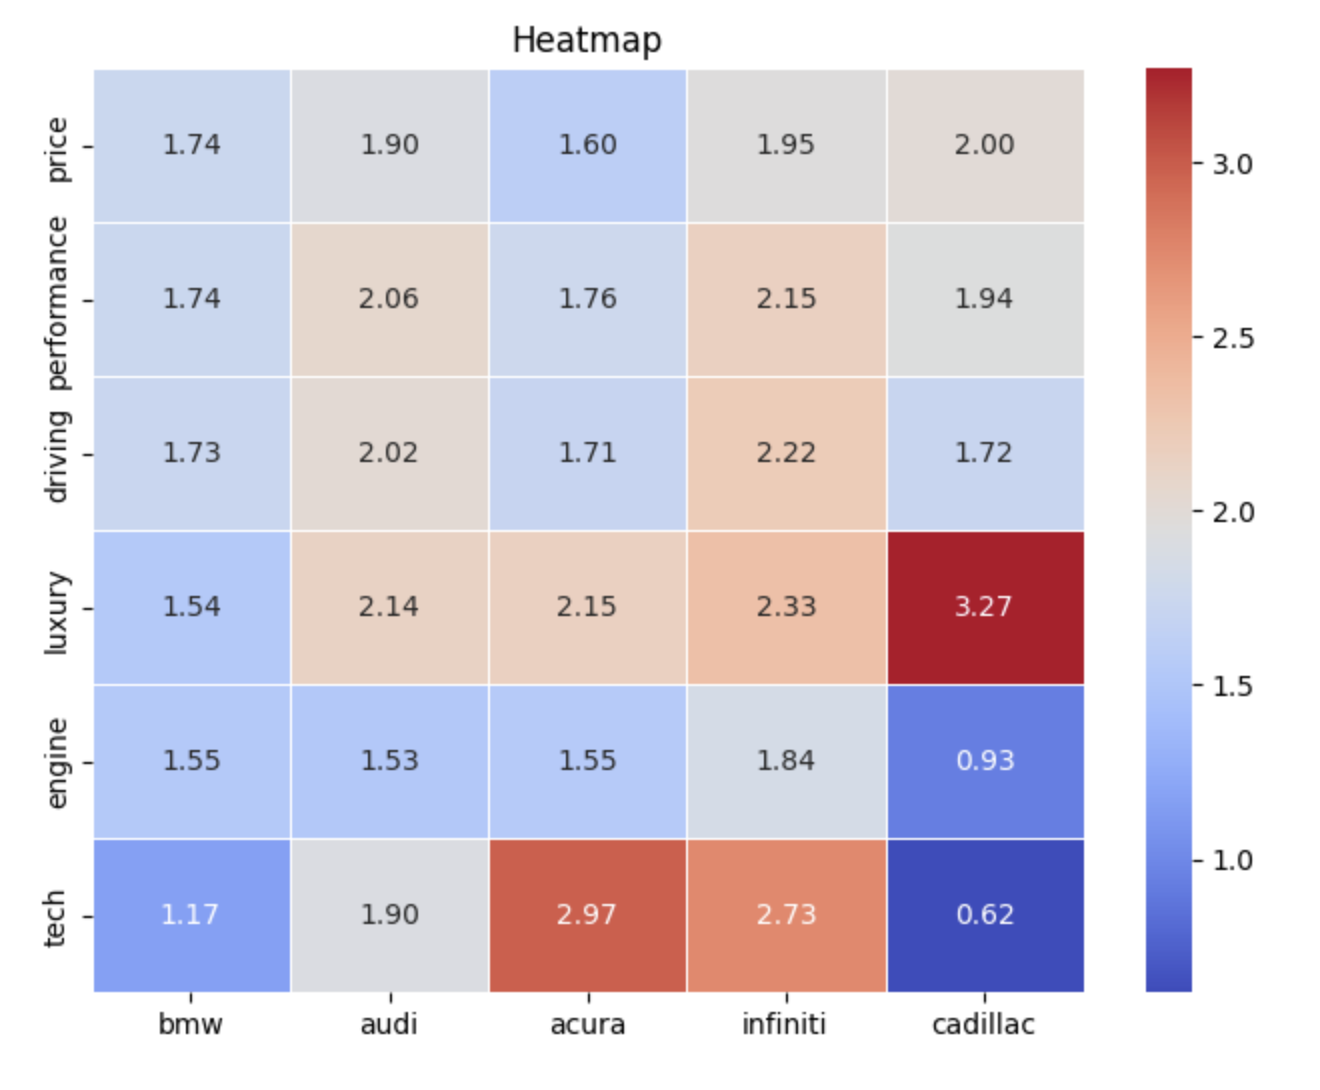 Heatmap
price 1.74 1.90 1.60 1.95 2.00
performance 1.74 2.06 1.76 2.15 1.94
driving 1.73 2.02 1.71 2.22 1.72
luxury 1.54 2.14 2.15 2.33 3.27
engine 1.55 1.53 1.55 1.84 0.93
tech 1.17 1.90 2.97 2.73 0.62
bmw audi acura infiniti cadillac
3.0
2.5
2.0
1.5
1.0